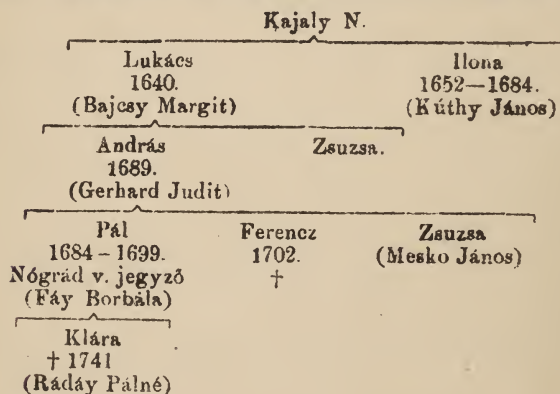 Kajaly N.
Lukács Ilona
1640. 1652—1684.
(Bajcsy Margit) (Kúthy János)
András Zsuzsa.
1689.
(Gerhard Judit)
Pál Ferencz Zsuzsa
1684–1699. 1702. (Mesko János)
Nógrád v. jegyző †
(Fáy Borbála)
Klára
† 1741
(Ráday Pálné)